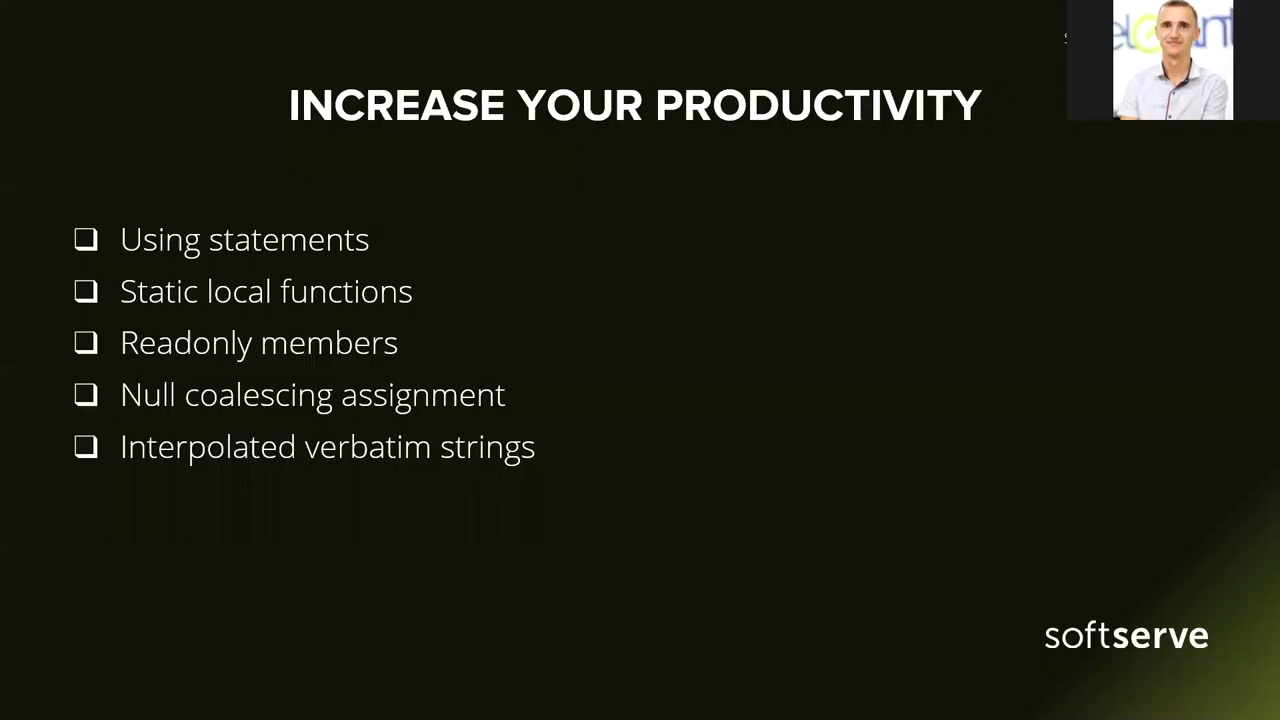 INCREASE YOUR PRODUCTIVITY
Using statements
Static local functions
Readonly members
Null coalescing assignment
Interpolated verbatim strings
softserve